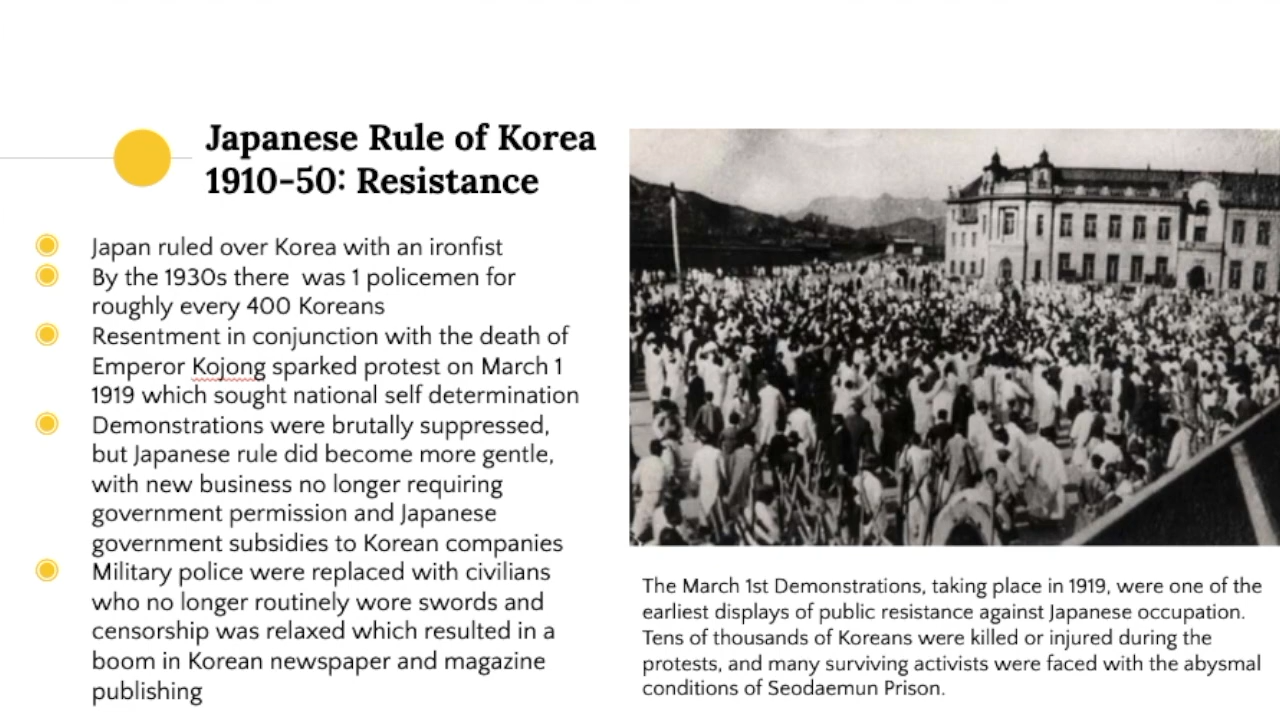 Japanese Rule of Korea
1910-50: Resistance
Japan ruled over Korea with an ironfist
By the 1930s there  was 1 policemen for
roughly every 400 Koreans
Resentment in conjunction with the death of
Emperor Kojong sparked protest on March 1
1919 which sought national self determination
Demonstrations were brutally suppressed,
but Japanese rule did become more gentle,
with new business no longer requiring
government permission and Japanese
government subsidies to Korean companies
Military police were replaced with civilians
who no longer routinely wore swords and
censorship was relaxed which resulted in a
boom in Korean newspaper and magazine
publishing
The March 1st Demonstrations, taking place in 1919, were one of the
earliest displays of public resistance against Japanese occupation.
Tens of thousands of Koreans were killed or injured during the
protests, and many surviving activists were faced with the abysmal
conditions of Seodaemun Prison.